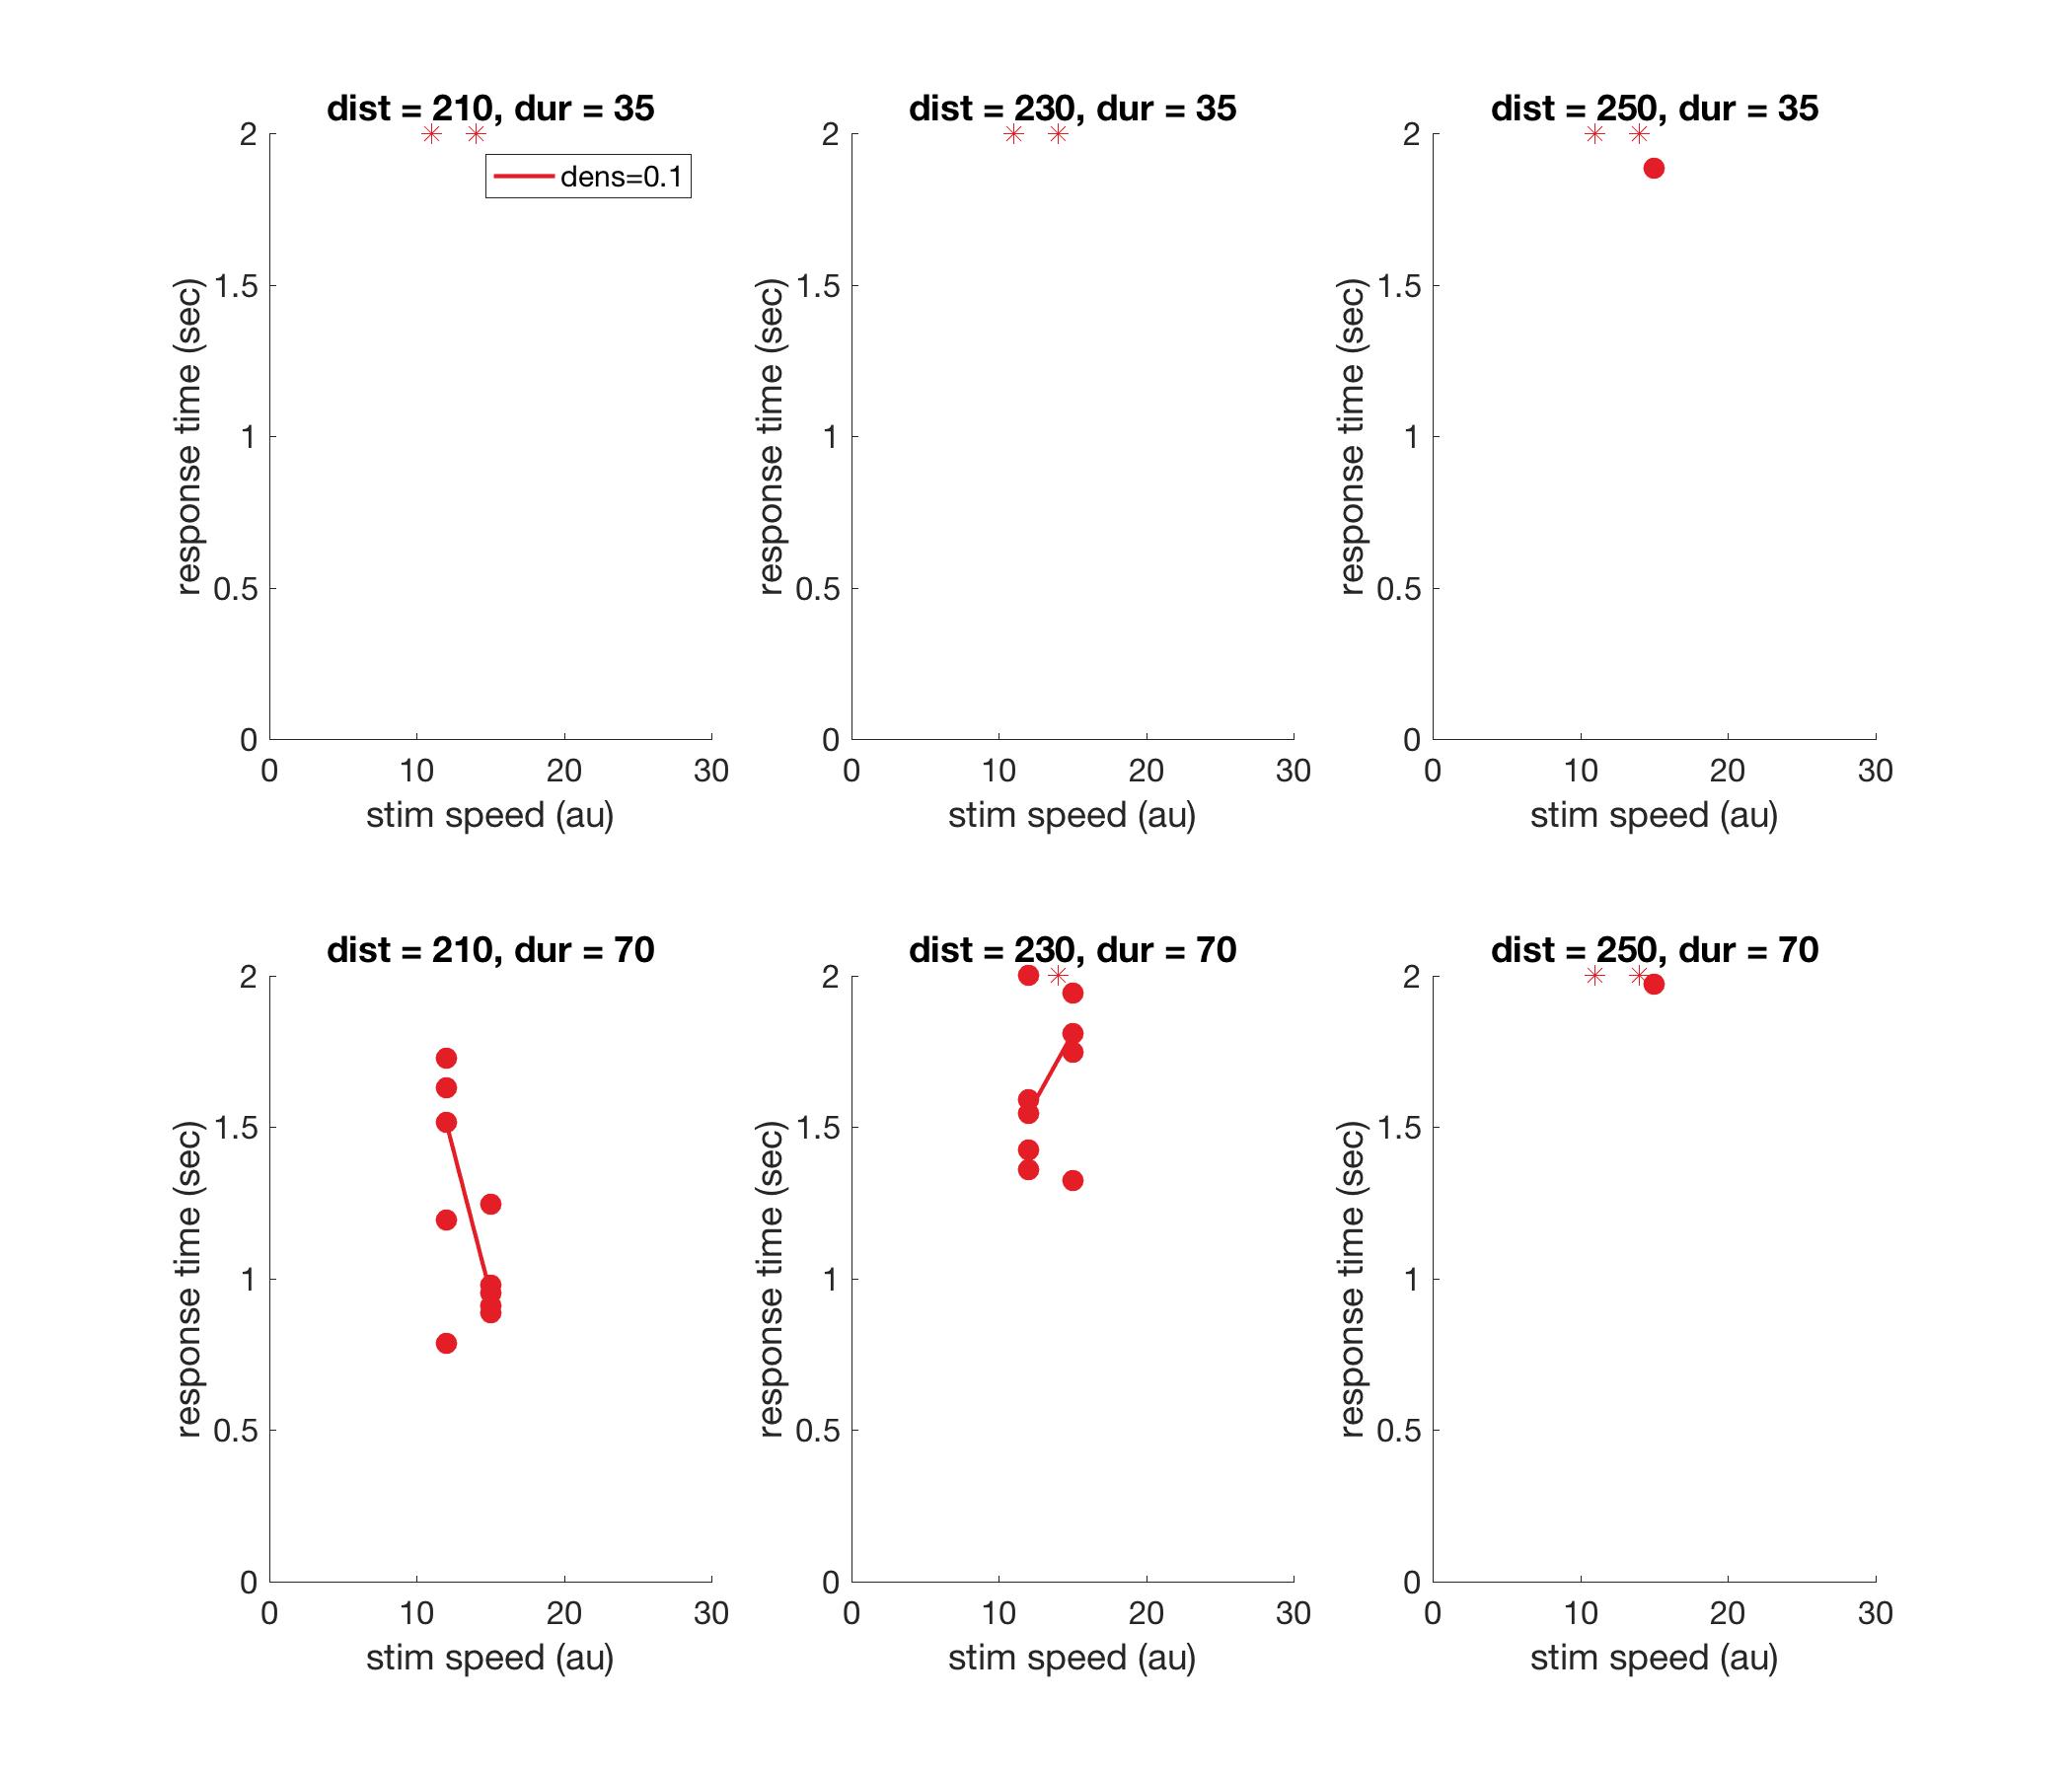 dist = 210, dur = 35
dens=0.1
2
1.5
1
0.5
0
response time (sec)
0 10 20 30
stim speed (au)
dist = 230, dur = 35
2
1.5
1
0.5
0
response time (sec)
0 10 20 30
stim speed (au)
dist = 250, dur = 35
2
1.5
1
0.5
0
response time (sec)
0 10 20 30
stim speed (au)
dist = 210, dur = 70
2
1.5
1
0.5
0
response time (sec)
0 10 20 30
stim speed (au)
dist = 230, dur = 70
2
1.5
1
0.5
0
response time (sec)
0 10 20 30
stim speed (au)
dist = 250, dur = 70
2
1.5
1
0.5
0
response time (sec)
0 10 20 30
stim speed (au)